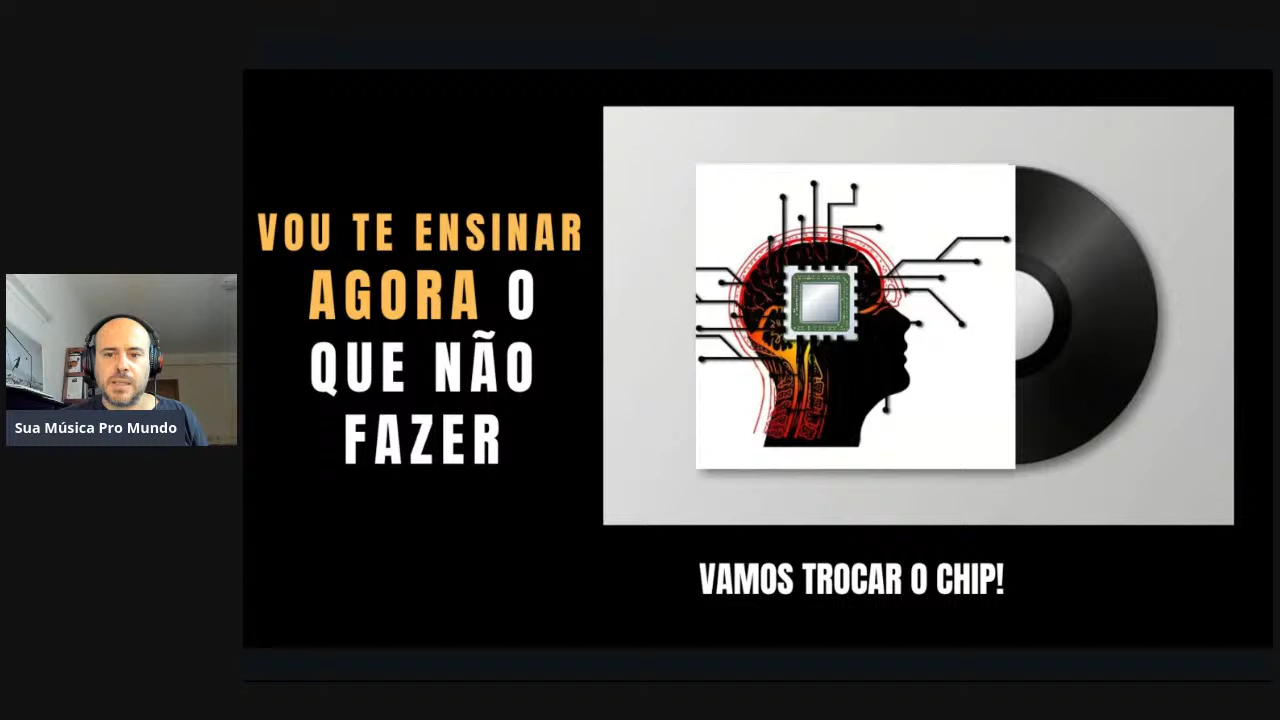 VOU TE ENSINAR
AGORA O
QUE NÃO
FAZER
VAMOS TROCAR O CHIP!
Sua Música Pro Mundo